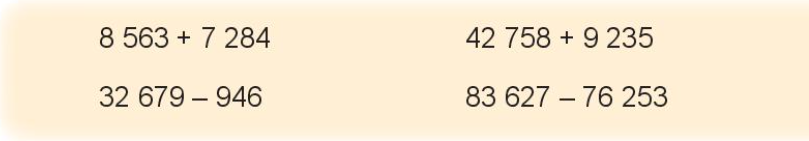 8 563 + 7 284 42 758 + 9 235
32 679 – 946 83 627 – 76 253